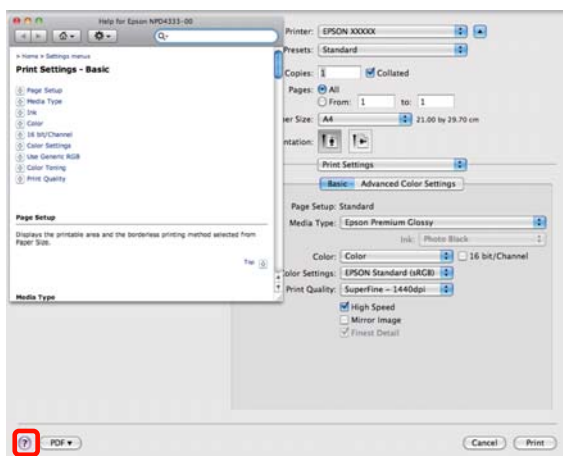 Help for Epson NPD4333-00
Home > Settings menus
Print Settings - Basic
Page Setup
Media Type
Ink
Color
16 bit/Channel
Color Settings
Use Generic RGB
Color Toning
Print Quality
Page Setup
Displays the printable area and the borderless printing method selected from
Paper Size.
Top
Media Type
Printer: EPSON XXXXX
Presets: Standard
Copies: 1 Collated
Pages: All
From: 1 to: 1
er Size: A4 21.00 by 29.70 cm
ntation:
Print Settings
Basic Advanced Color Settings
Page Setup: Standard
Media Type: Epson Premium Glossy
Ink: Photo Black
Color: Color 16 bit/Channel
olor Settings: EPSON Standard (sRGB)
Print Quality: SuperFine - 1440dpi
High Speed
Mirror Image
Finest Detail
? PDF Cancel Print